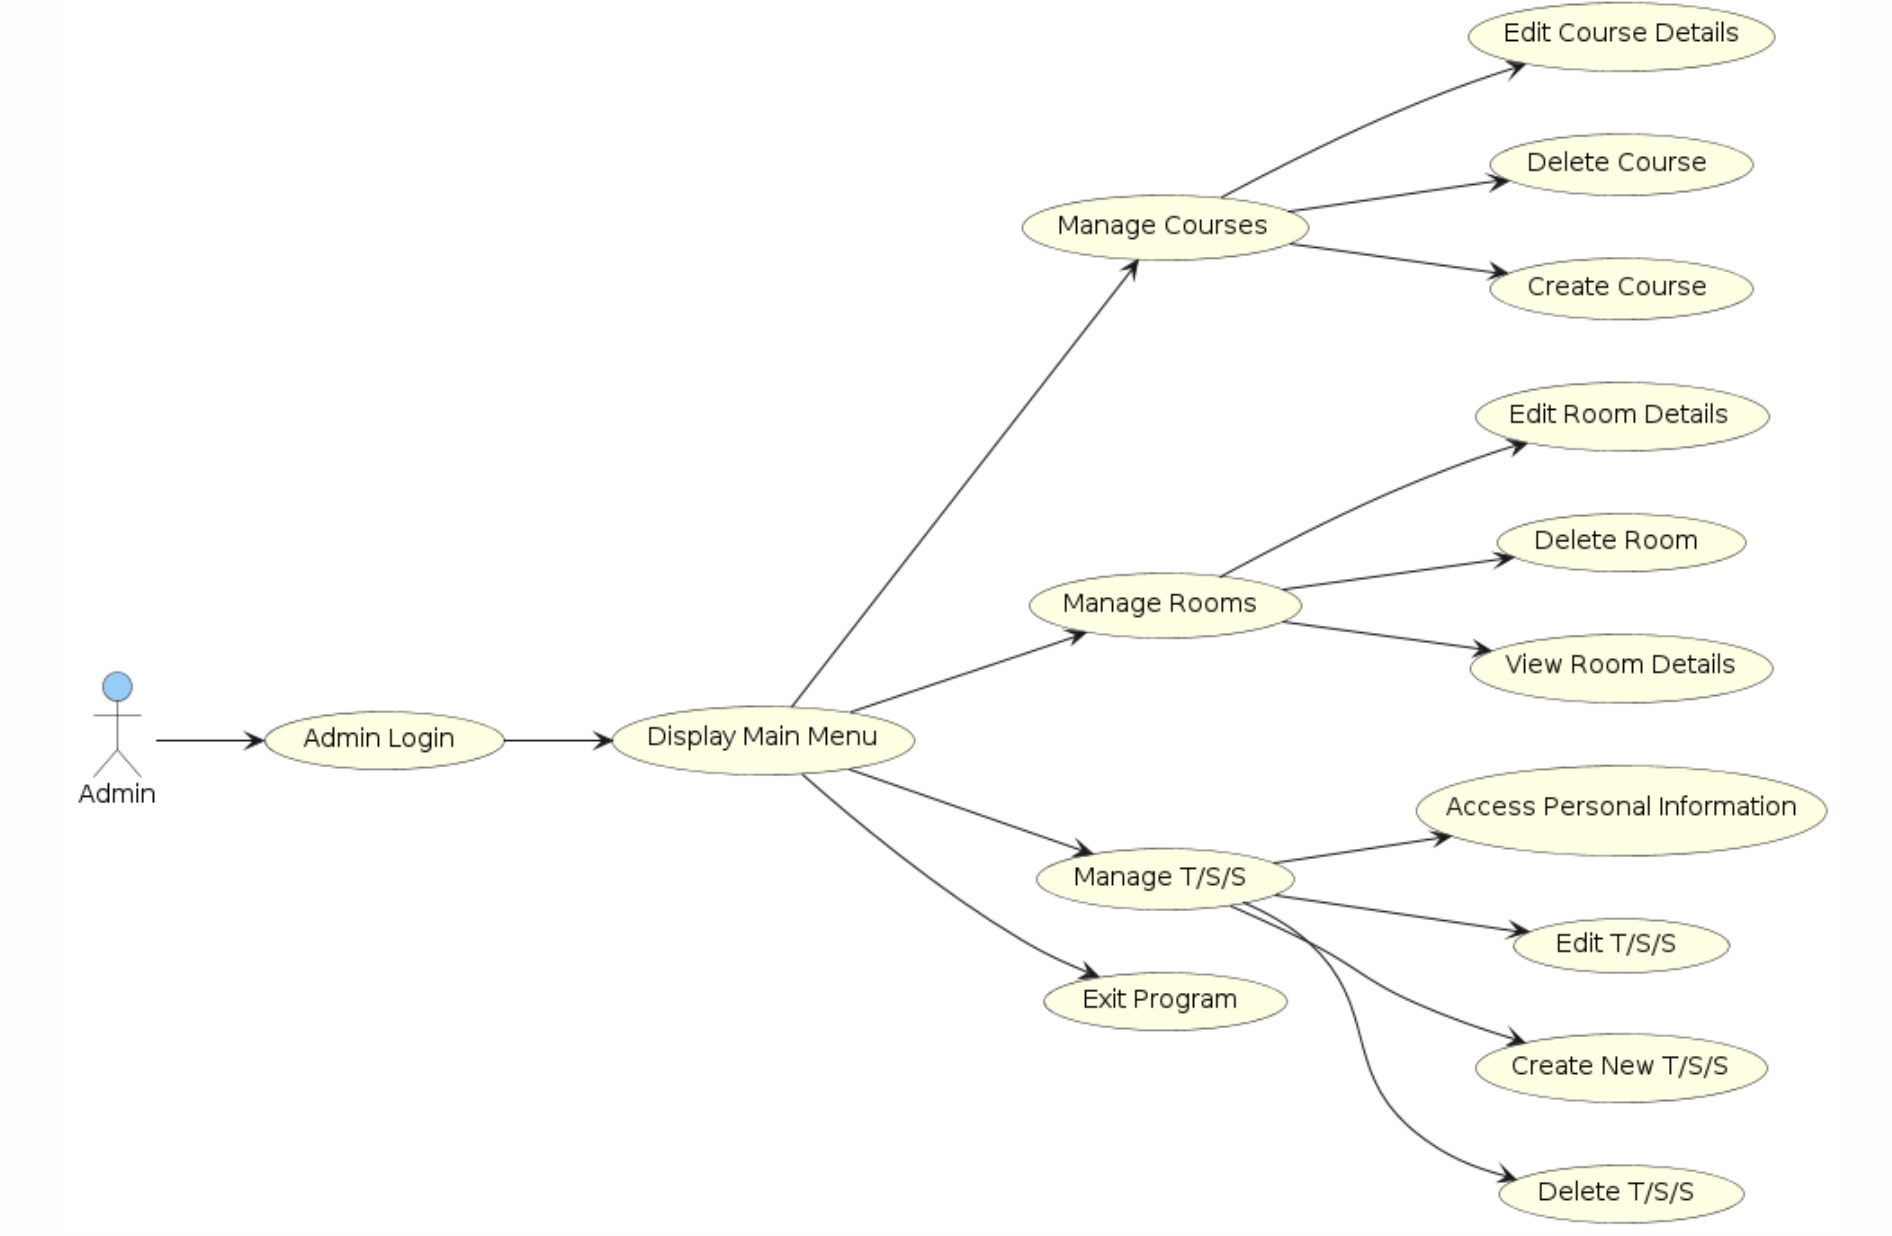 Edit Course Details
Delete Course
Manage Courses
Create Course
Edit Room Details
Delete Room
Manage Rooms
View Room Details
Admin Login
Display Main Menu
Admin
Access Personal Information
Manage T/S/S
Edit T/S/S
Exit Program
Create New T/S/S
Delete T/S/S